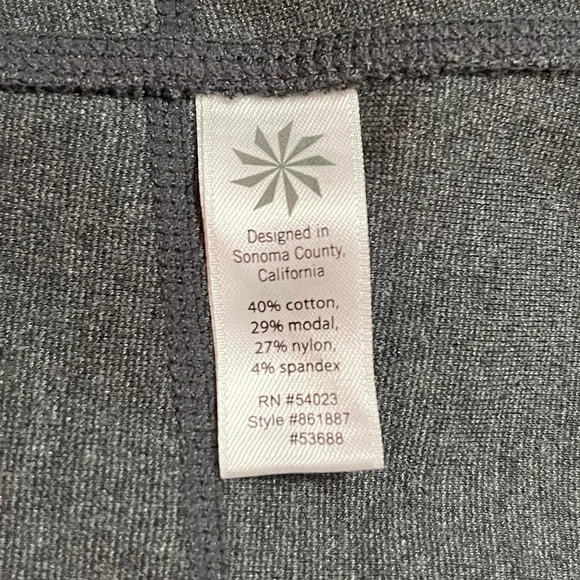 Designed in
Sonoma County,
California
40% cotton,
29% modal,
27% nylon,
4% spandex
RN #54023
Style #861887
#53688